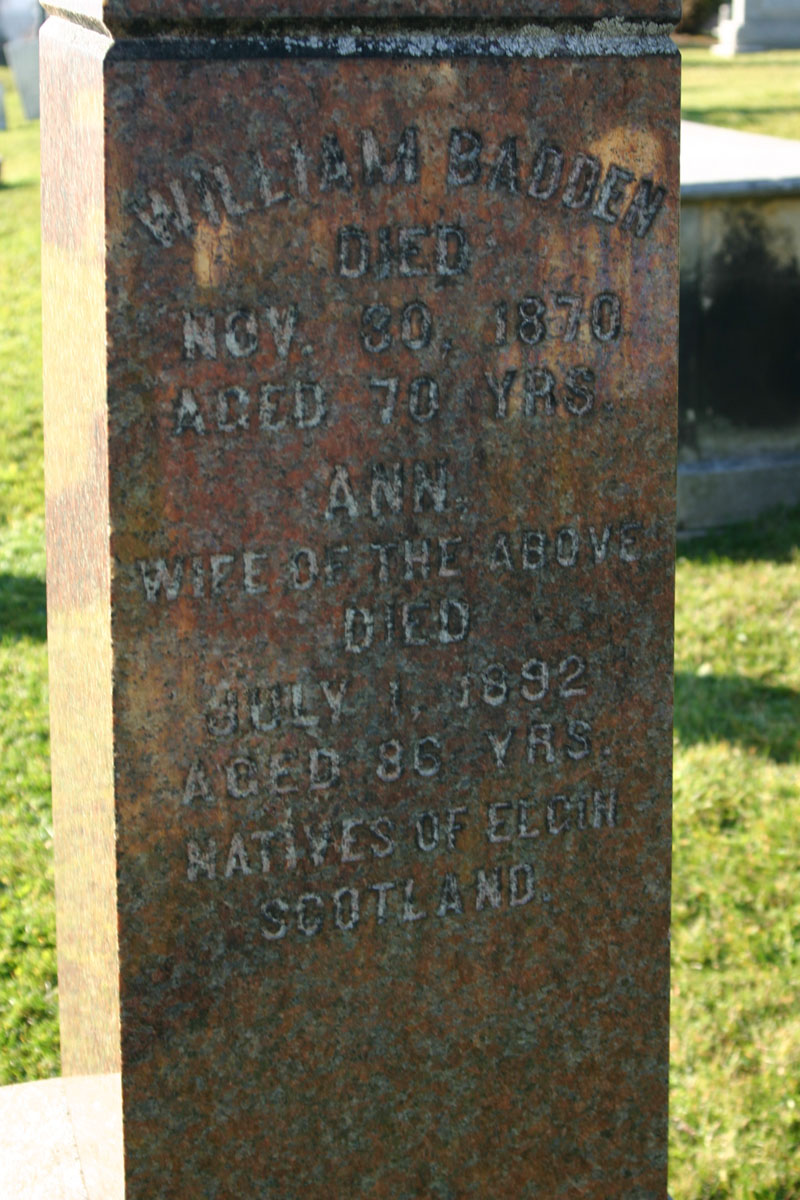 WILLIAM BADDEN
DIED
NOV. 30, 1870
AGED 70 YRS.
ANN,
WIFE OF THE ABOVE
DIED
JULY 1, 1892
AGED 86 YRS.
NATIVES OF ELGIN
SCOTLAND.